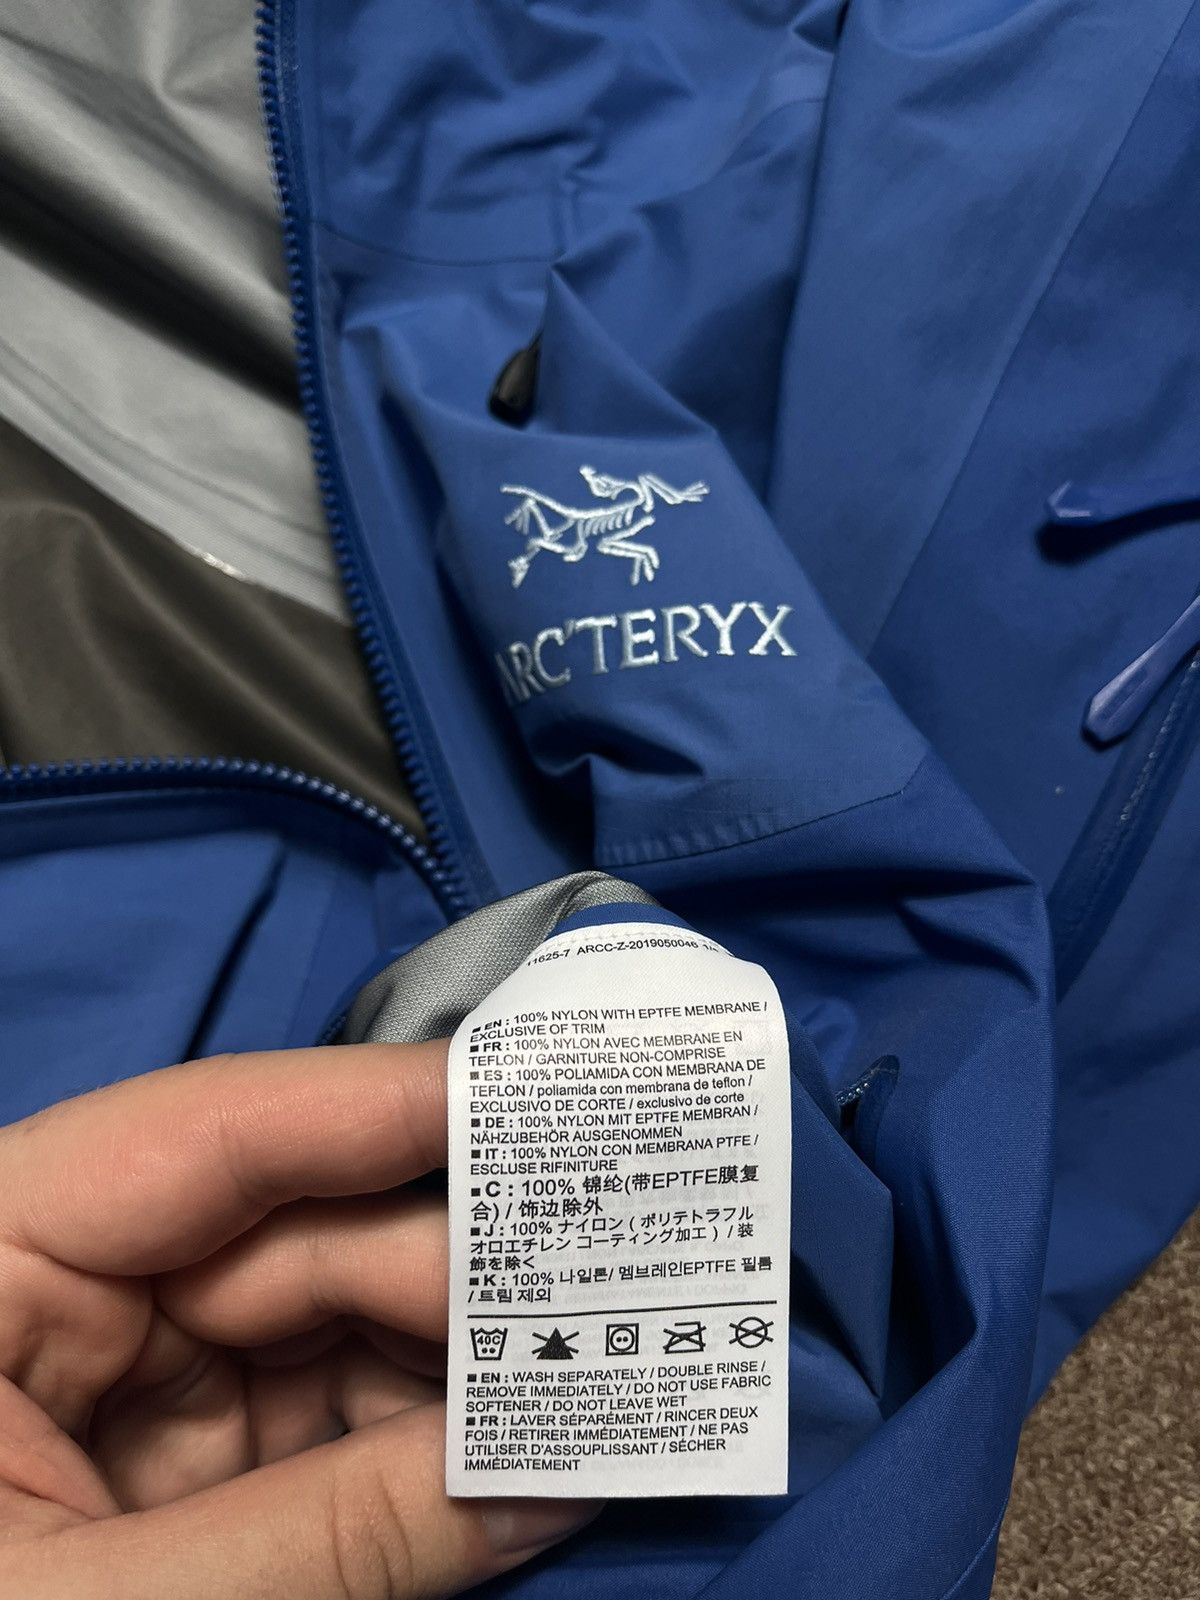 ARC'TERYX
11625-7 ARCC-Z-2019050046
■ EN : 100% NYLON WITH EPTFE MEMBRANE /
EXCLUSIVE OF TRIM
■ FR : 100% NYLON AVEC MEMBRANE EN
TEFLON / GARNITURE NON-COMPRISE
■ ES : 100% POLIAMIDA CON MEMBRANA DE
TEFLON / poliamida con membrana de teflon /
EXCLUSIVO DE CORTE / exclusivo de corte
■ DE : 100% NYLON MIT EPTFE MEMBRAN /
NÄHZUBEHÖR AUSGENOMMEN
■ IT : 100% NYLON CON MEMBRANA PTFE /
ESCLUSE RIFINITURE
■ C : 100% 锦纶(带EPTFE膜复
合) / 饰边除外
■ J : 100% ナイロン ( ポリテトラフル
オロエチレン コーティング加工 ) / 装
飾を除く
■ K : 100% 나일론/ 멤브레인EPTFE 필름
/ 트림 제외
40C
■ EN : WASH SEPARATELY / DOUBLE RINSE /
REMOVE IMMEDIATELY / DO NOT USE FABRIC
SOFTENER / DO NOT LEAVE WET
■ FR : LAVER SÉPARÉMENT / RINCER DEUX
FOIS / RETIRER IMMÉDIATEMENT / NE PAS
UTILISER D'ASSOUPLISSANT / SÉCHER
IMMÉDIATEMENT